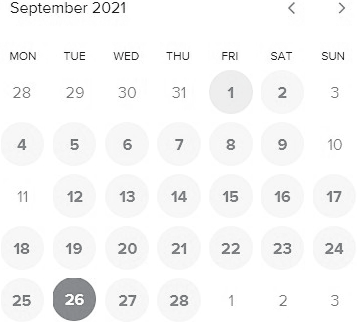 September 2021
MON TUE WED THU FRI SAT SUN
28 29 30 31 1 2 3
4 5 6 7 8 9 10
11 12 13 14 15 16 17
18 19 20 21 22 23 24
25 26 27 28 1 2 3